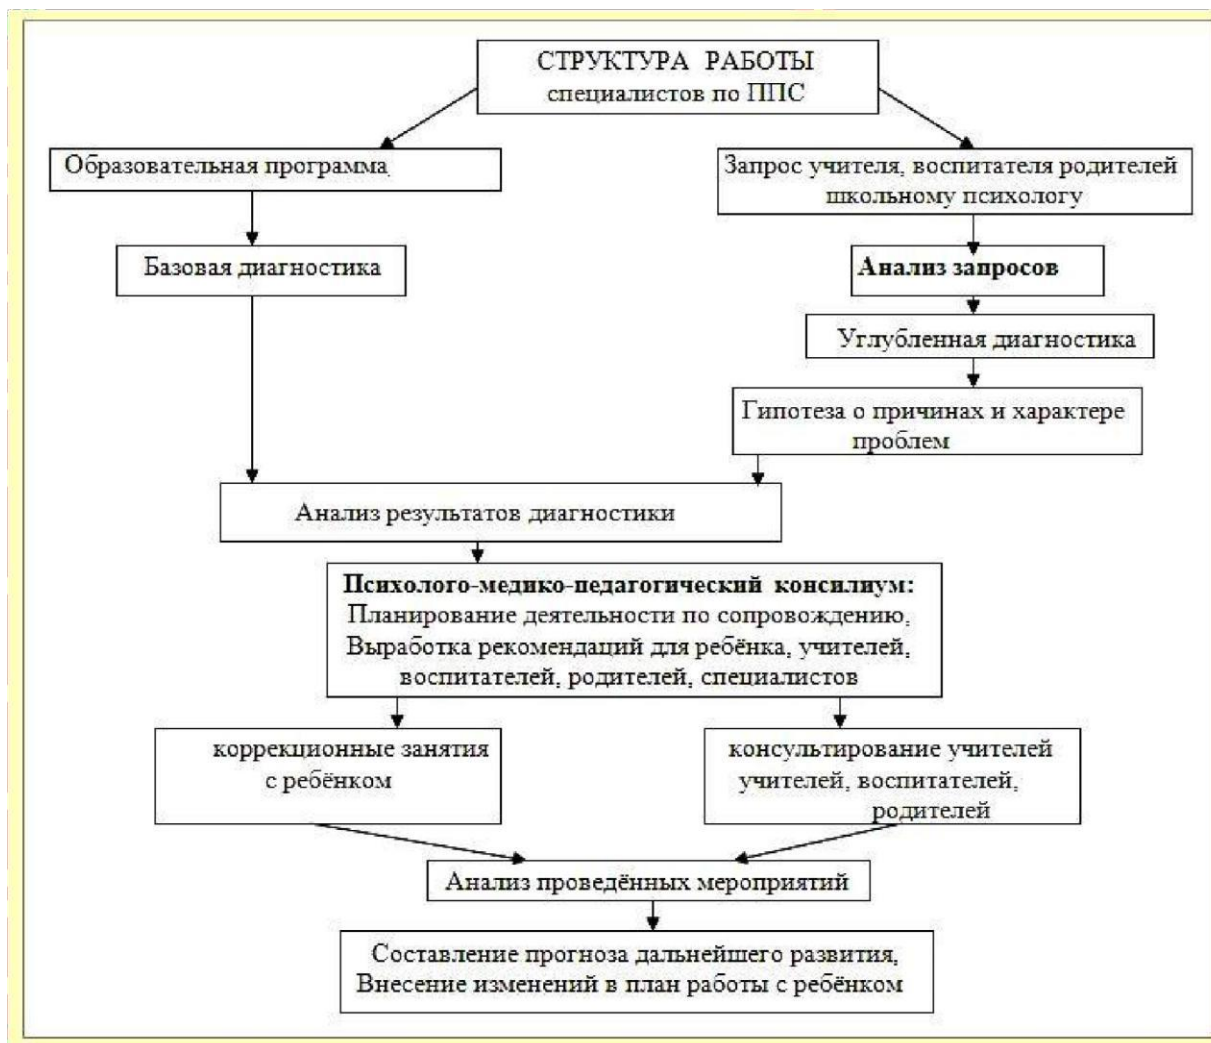 СТРУКТУРА РАБОТЫ
специалистов по ППС
Образовательная программа
Запрос учителя, воспитателя родителей
школьному психологу
Базовая диагностика
Анализ запросов
Углубленная диагностика
Гипотеза о причинах и характере
проблем
Анализ результатов диагностики
Психолого-медико-педагогический консилиум:
Планирование деятельности по сопровождению,
Выработка рекомендаций для ребёнка, учителей,
воспитателей, родителей, специалистов
коррекционные занятия
с ребёнком
консультирование учителей
учителей, воспитателей,
родителей
Анализ проведённых мероприятий
Составление прогноза дальнейшего развития,
Внесение изменений в план работы с ребёнком